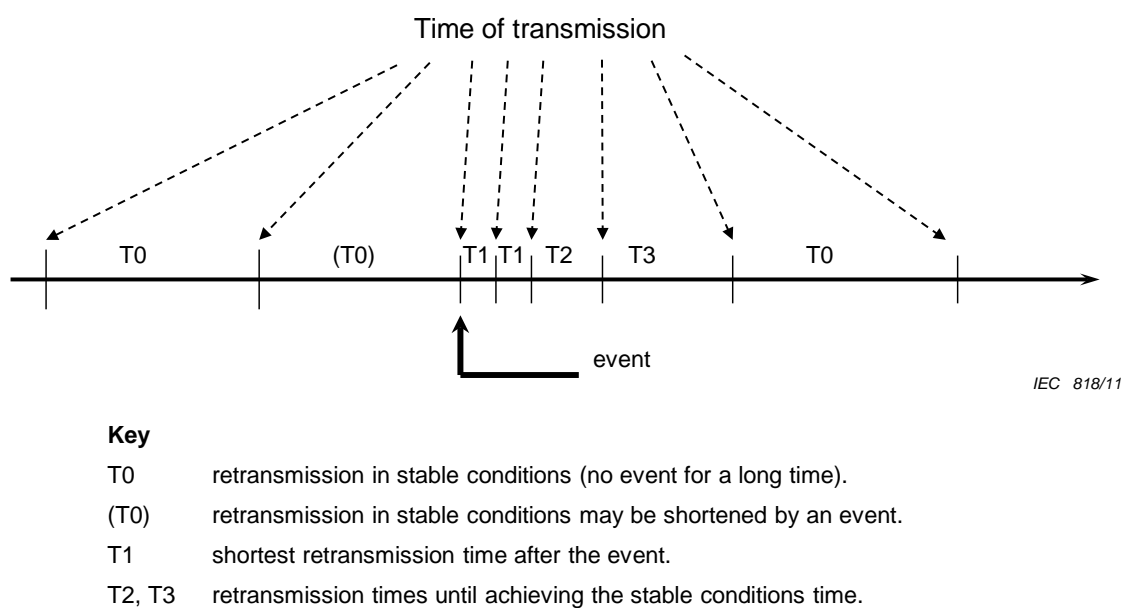 Time of transmission
T0 (T0) T1 T1 T2 T3 T0
event
IEC 818/11
Key
T0 retransmission in stable conditions (no event for a long time).
(T0) retransmission in stable conditions may be shortened by an event.
T1 shortest retransmission time after the event.
T2, T3 retransmission times until achieving the stable conditions time.